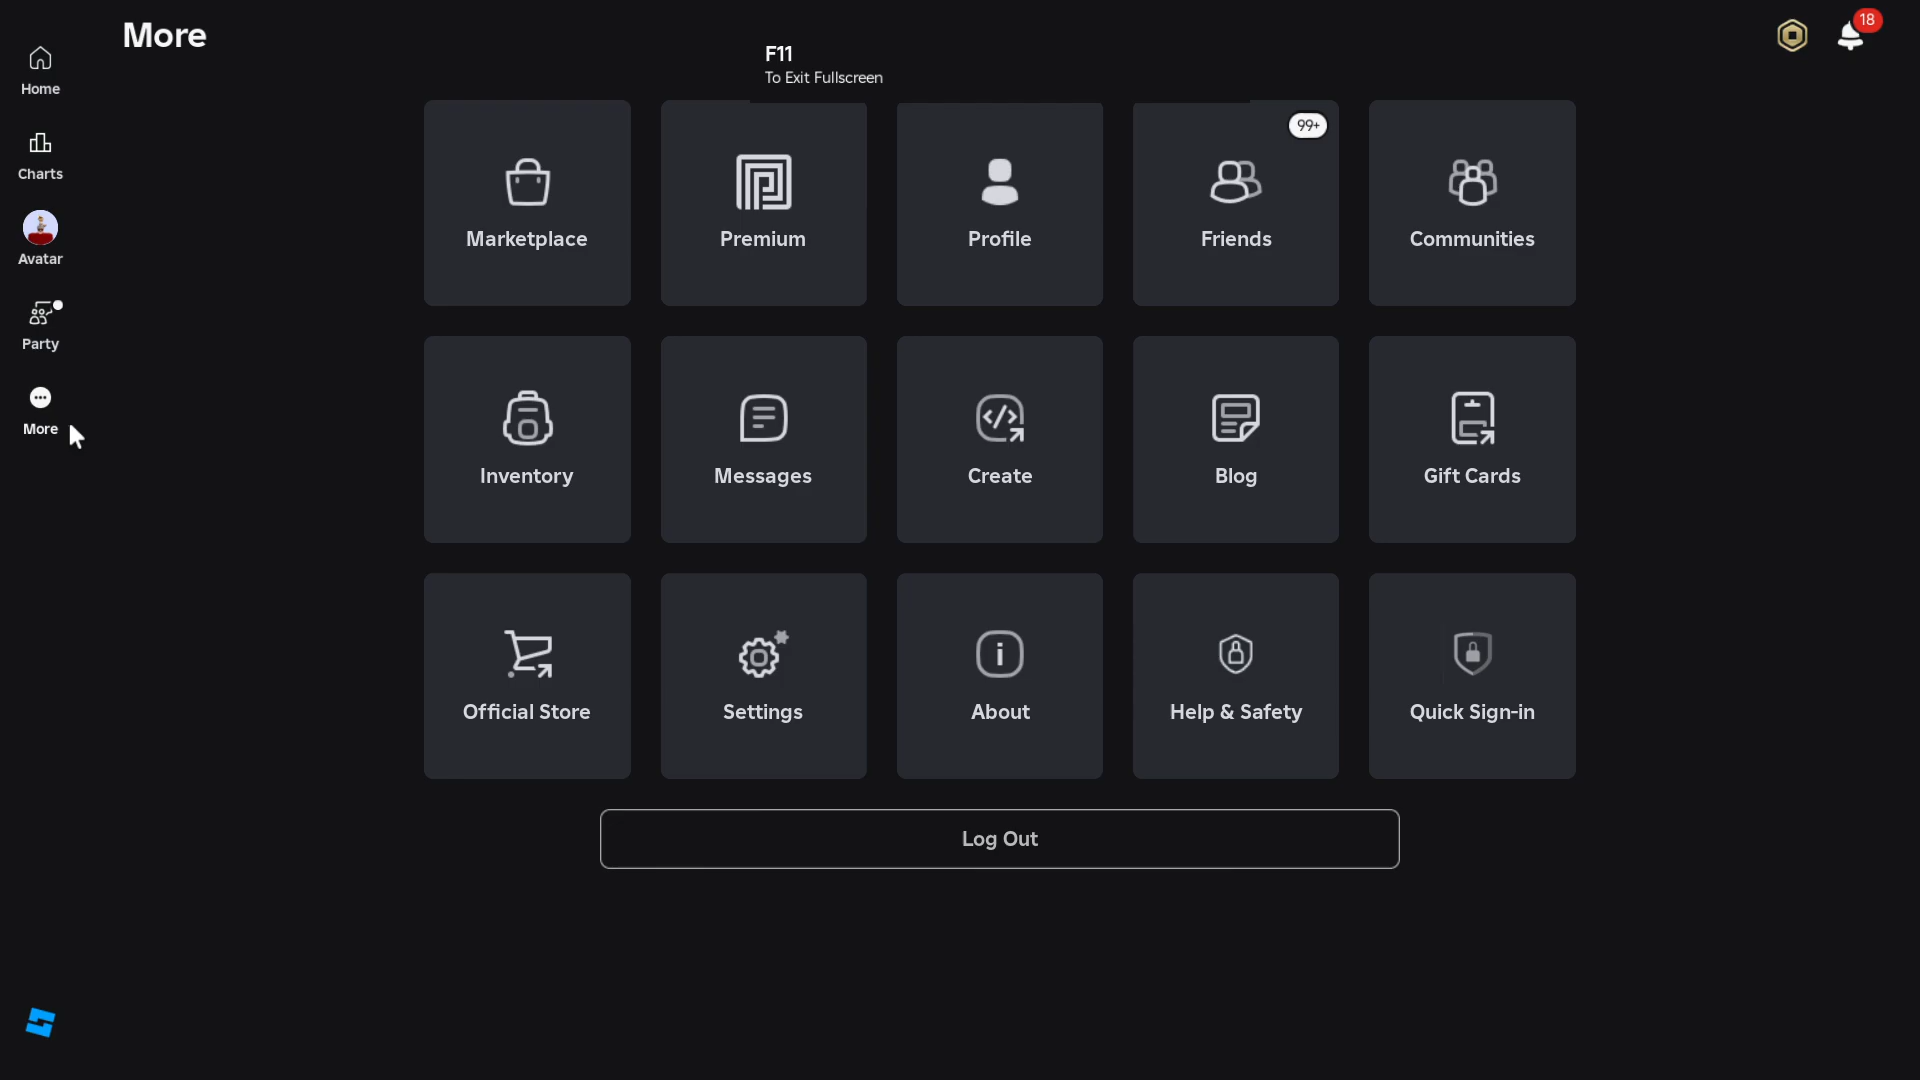 More
18
F11
To Exit Fullscreen
Home
Charts
Avatar
Party
More
99+
Marketplace
Premium
Profile
Friends
Communities
Inventory
Messages
Create
Blog
Gift Cards
Official Store
Settings
About
Help & Safety
Quick Sign-in
Log Out